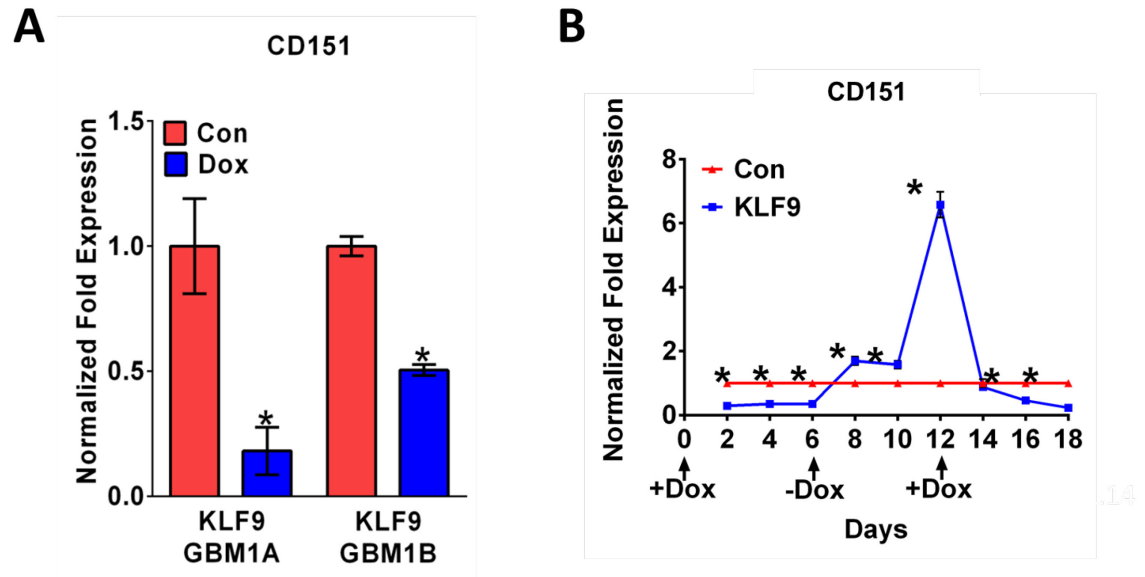 A
CD151
Normalized Fold Expression
1.5
1.0
0.5
0.0
Con
Dox
*
*
KLF9
GBM1A
KLF9
GBM1B
B
CD151
Normalized Fold Expression
8
6
4
2
0
Con
KLF9
*
* * * * * * *
0 2 4 6 8 10 12 14 16 18
+Dox -Dox +Dox
Days
.14